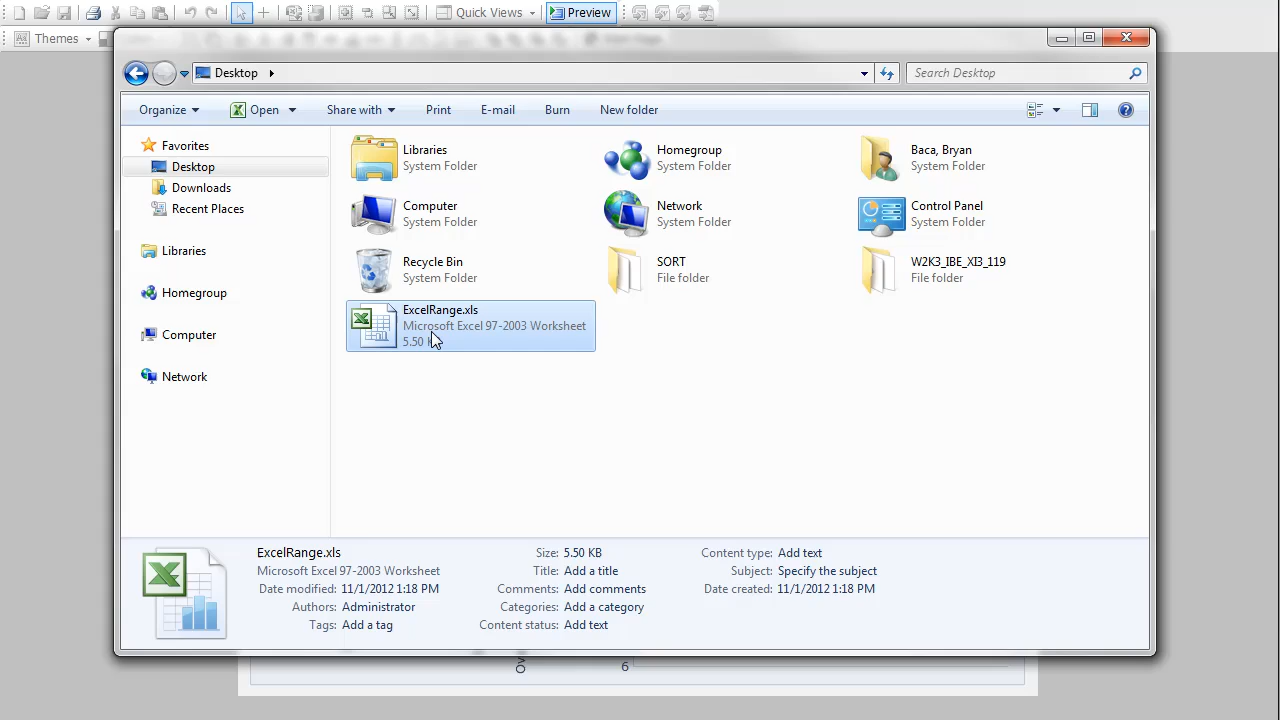 Quick Views
Preview
Themes
Desktop
Search Desktop
Organize
Open
Share with
Print
E-mail
Burn
New folder
Favorites
Desktop
Downloads
Recent Places
Libraries
Homegroup
Computer
Network
Libraries
System Folder
Homegroup
System Folder
Baca, Bryan
System Folder
Computer
System Folder
Network
System Folder
Control Panel
System Folder
Recycle Bin
System Folder
SORT
File folder
W2K3_IBE_XI3_119
File folder
ExcelRange.xls
Microsoft Excel 97-2003 Worksheet
5.50
ExcelRange.xls
Microsoft Excel 97-2003 Worksheet
Date modified: 11/1/2012 1:18 PM
Authors: Administrator
Tags: Add a tag
Size: 5.50 KB
Title: Add a title
Comments: Add comments
Categories: Add a category
Content status: Add text
Content type: Add text
Subject: Specify the subject
Date created: 11/1/2012 1:18 PM
6